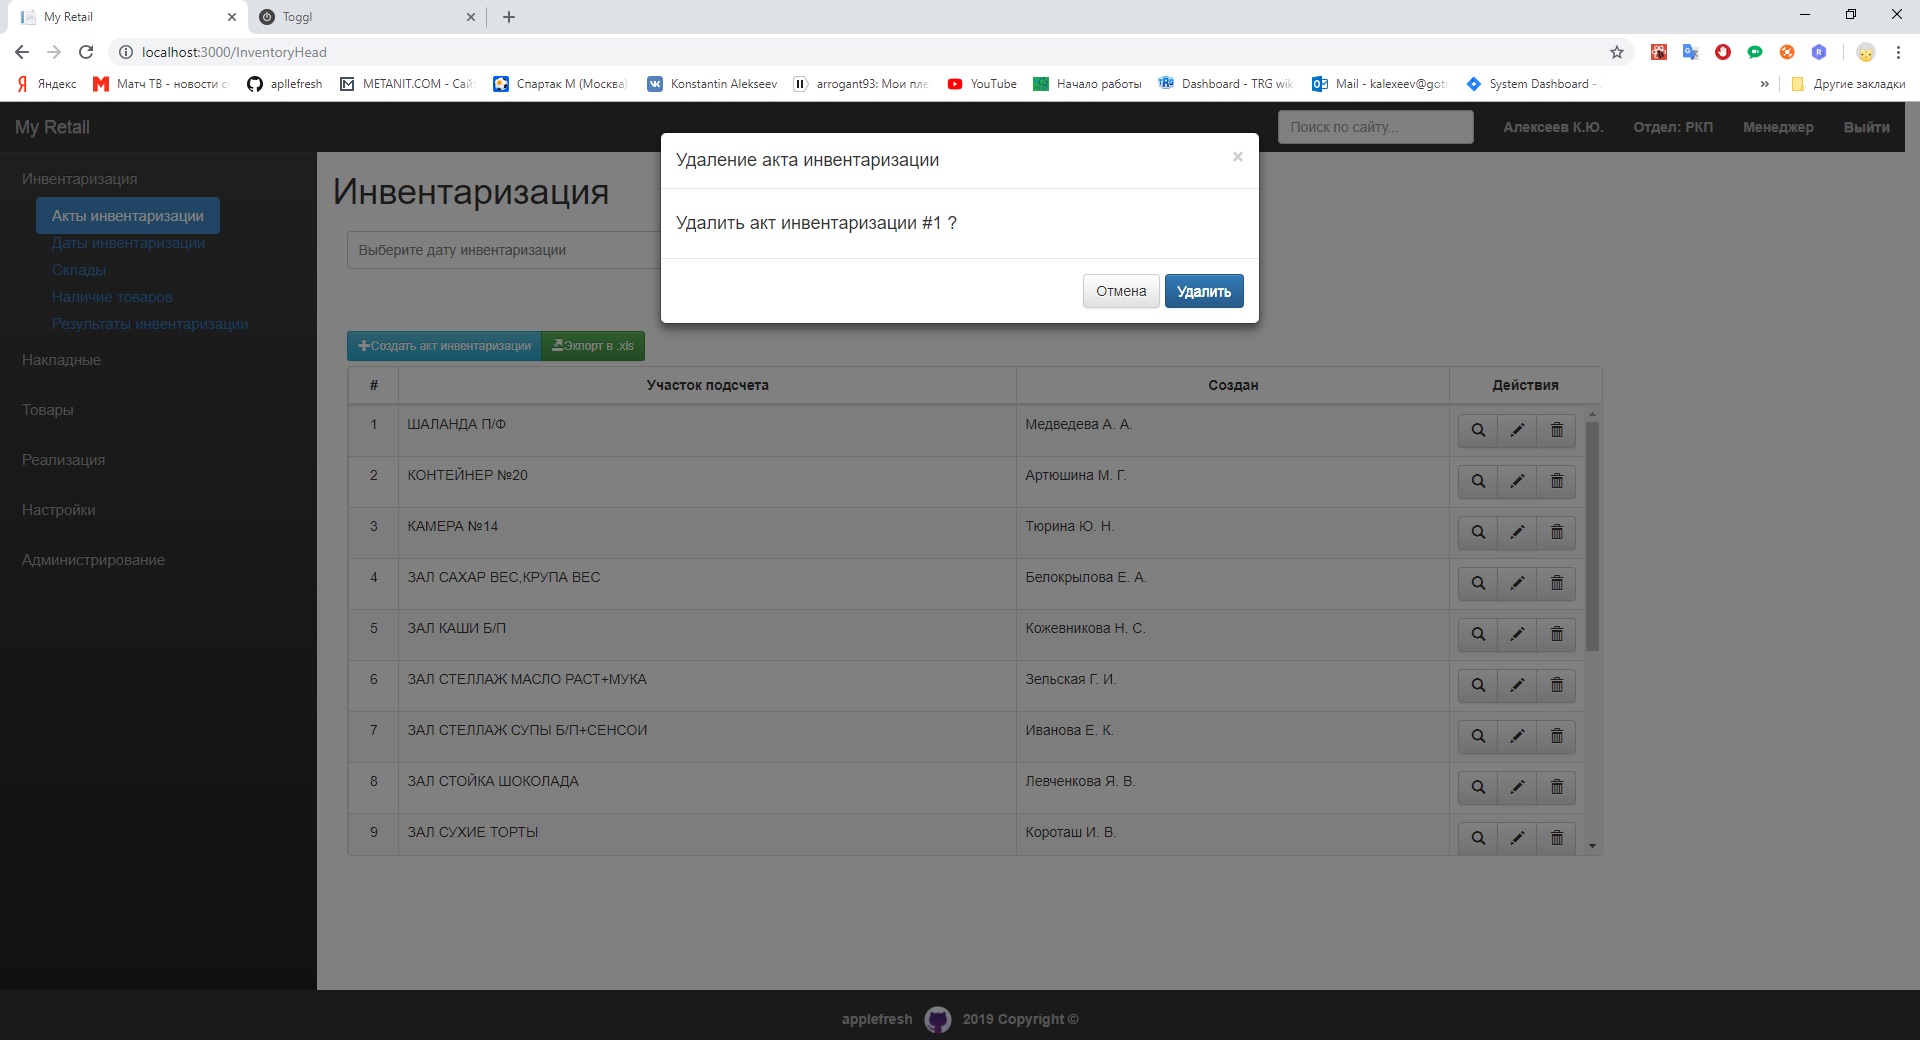 My Retail
Toggl
localhost:3000/InventoryHead
Яндекс
Матч ТВ - новости с
apllefresh
METANIT.COM - Сай
Спартак М (Москва)
Konstantin Alekseev
arrogant93: Мои пле
YouTube
Начало работы
Dashboard - TRG wik
Mail - kalexeev@got
System Dashboard -
»
Другие закладки
My Retail
Поиск по сайту...
Алексеев К.Ю.
Отдел: РКП
Менеджер
Выйти
Инвентаризация
Акты инвентаризации
Даты инвентаризации
Склады
Наличие товаров
Результаты инвентаризации
Накладные
Товары
Реализация
Настройки
Администрирование
Инвентаризация
Выберите дату инвентаризации
Удаление акта инвентаризации
×
Удалить акт инвентаризации #1 ?
Отмена
Удалить
Создать акт инвентаризации
Экпорт в .xls
# Участок подсчета Создан Действия
1 ШАЛАНДА П/Ф Медведева А. А.
2 КОНТЕЙНЕР №20 Артюшина М. Г.
3 КАМЕРА №14 Тюрина Ю. Н.
4 ЗАЛ САХАР ВЕС,КРУПА ВЕС Белокрылова Е. А.
5 ЗАЛ КАШИ Б/П Кожевникова Н. С.
6 ЗАЛ СТЕЛЛАЖ МАСЛО РАСТ+МУКА Зельская Г. И.
7 ЗАЛ СТЕЛЛАЖ СУПЫ Б/П+СЕНСОИ Иванова Е. К.
8 ЗАЛ СТОЙКА ШОКОЛАДА Левченкова Я. В.
9 ЗАЛ СУХИЕ ТОРТЫ Короташ И. В.
applefresh 2019 Copyright ©